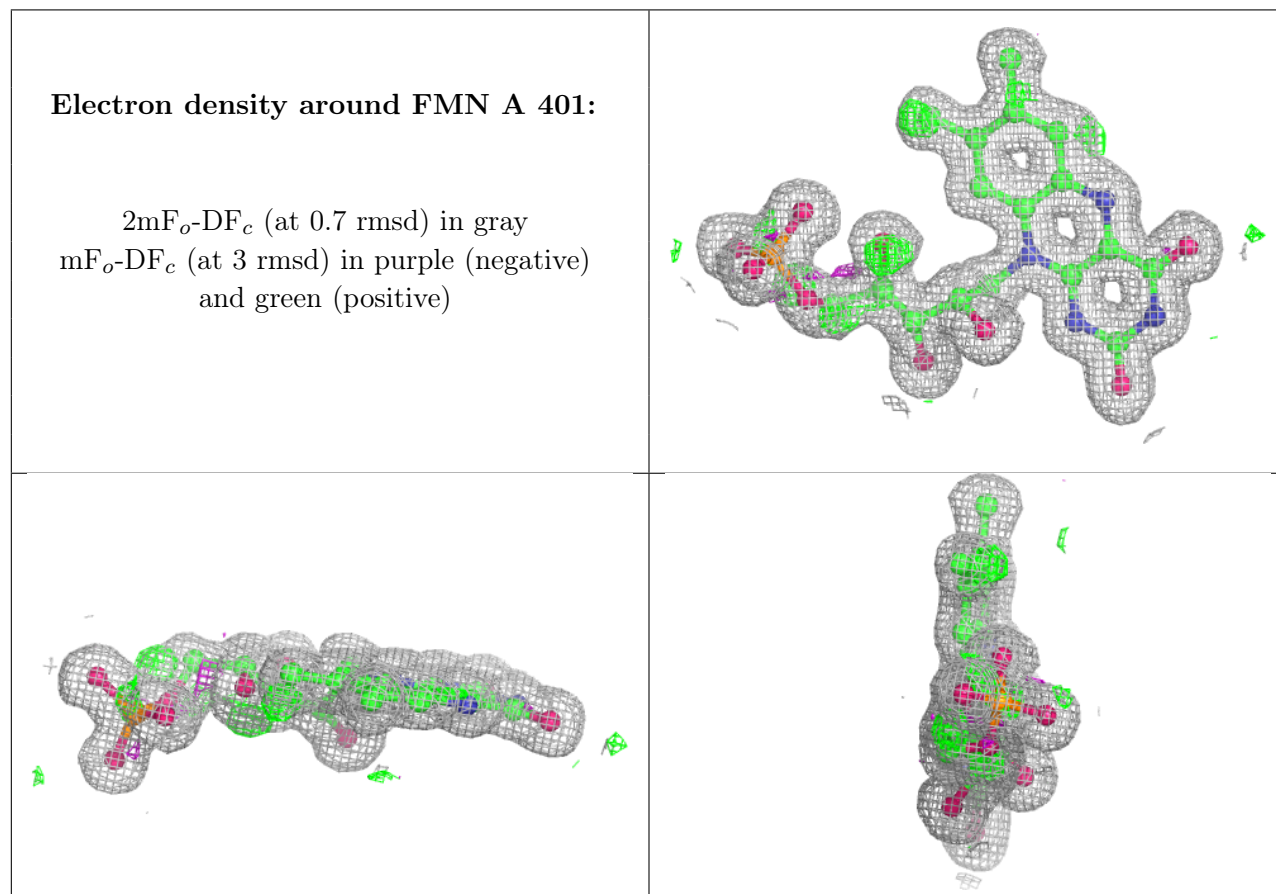 Electron density around FMN A 401:
2mFo-DFc (at 0.7 rmsd) in gray
mFo-DFc (at 3 rmsd) in purple (negative)
and green (positive)